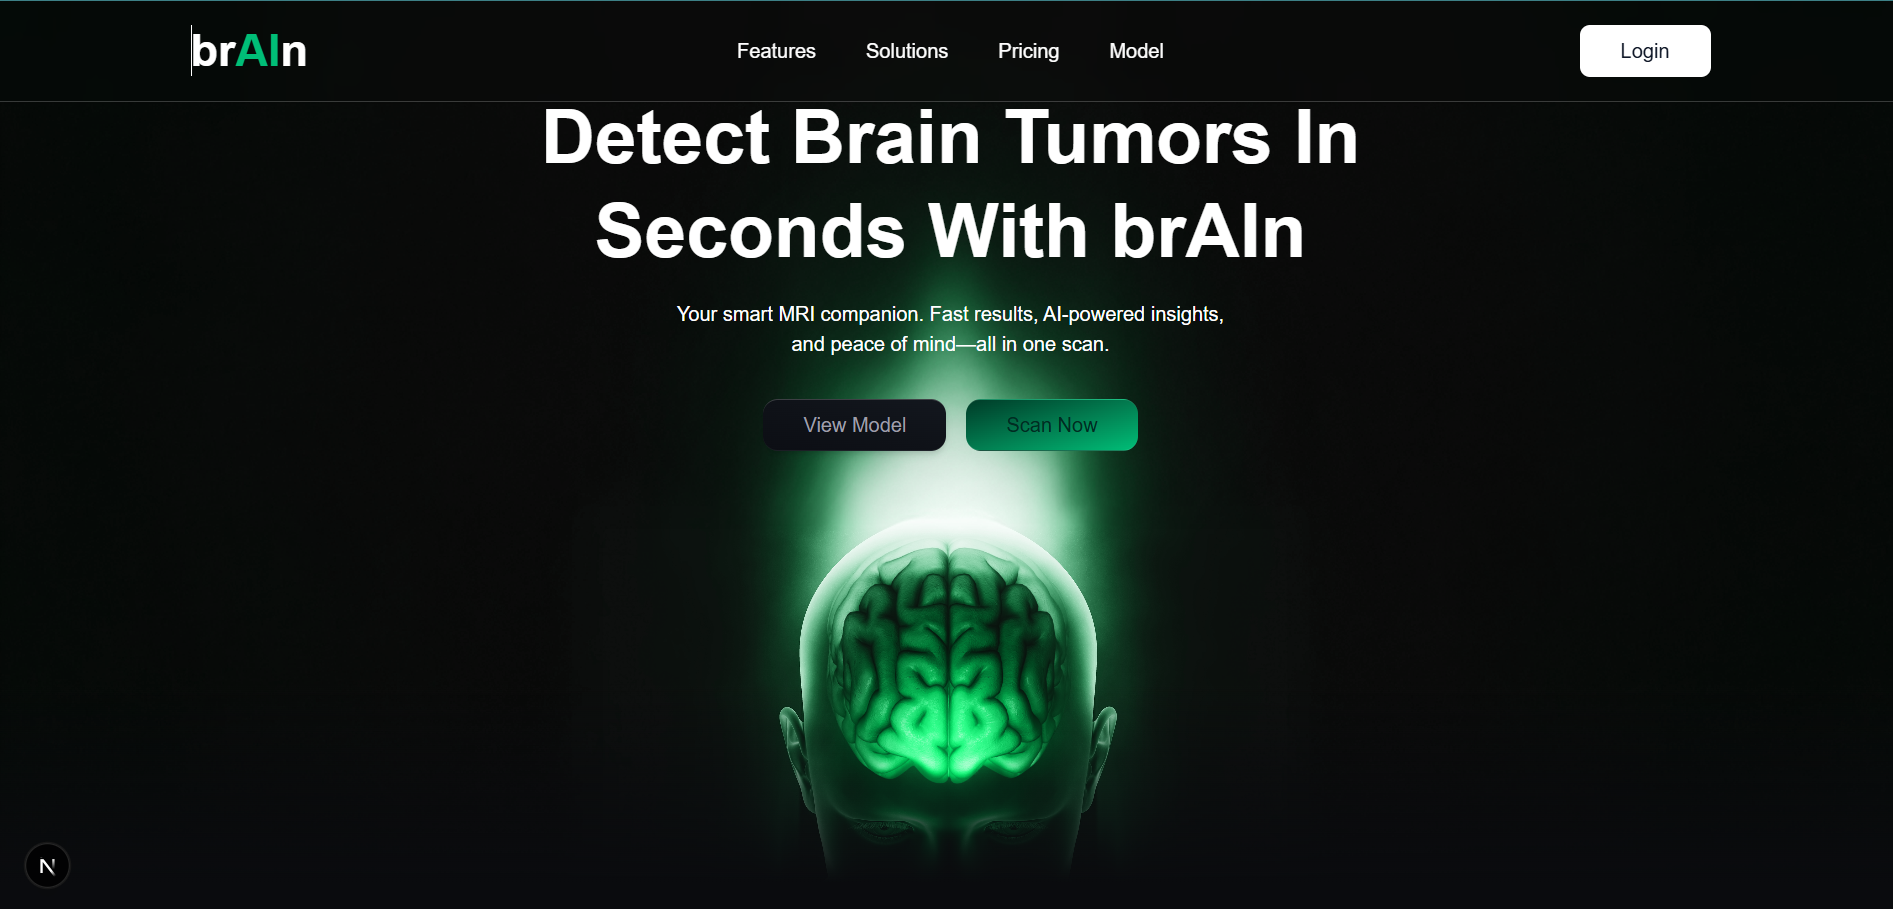 brAIn
Features
Solutions
Pricing
Model
Login
Detect Brain Tumors In
Seconds With brAIn
Your smart MRI companion. Fast results, AI-powered insights,
and peace of mind—all in one scan.
View Model
Scan Now
N